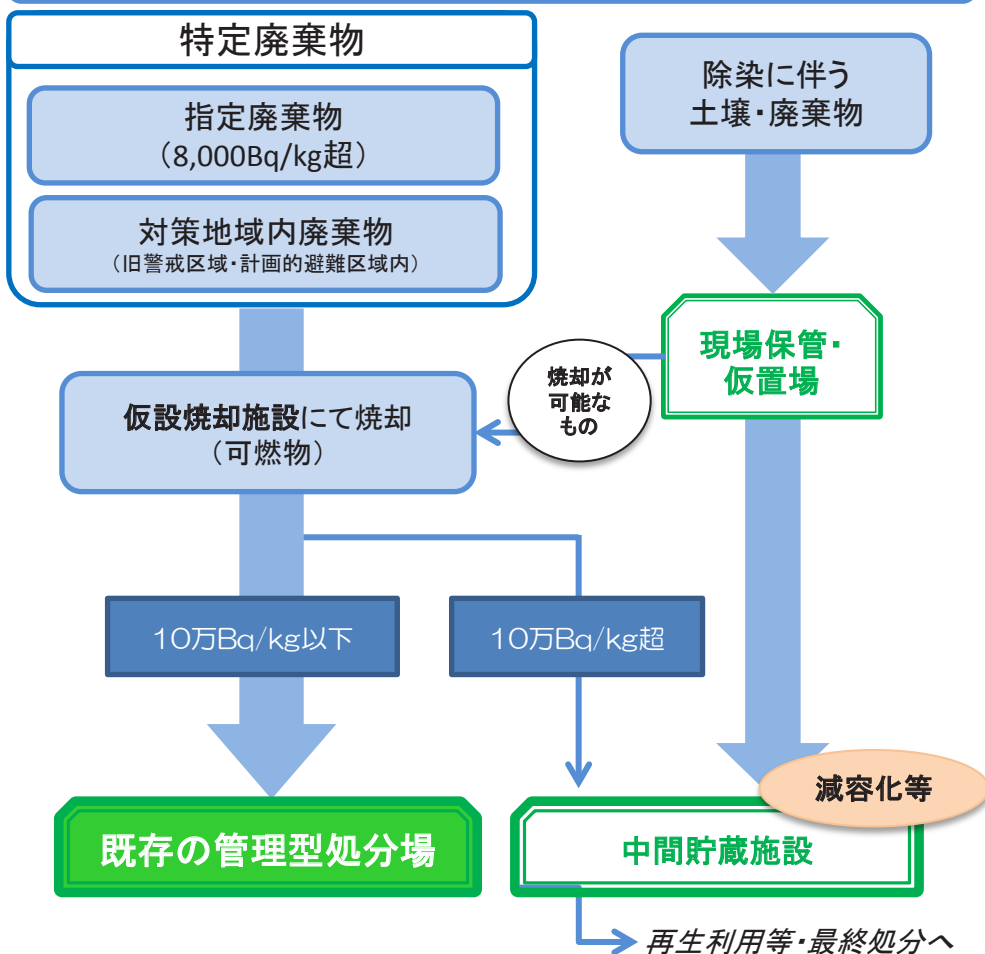 特定廃棄物
指定廃棄物
（8,000Bq/kg超）
対策地域内廃棄物
（旧警戒区域・計画的避難区域内）
除染に伴う
土壌・廃棄物
現場保管・
仮置場
焼却が
可能な
もの
仮設焼却施設にて焼却
（可燃物）
10万Bq/kg以下
10万Bq/kg超
減容化等
既存の管理型処分場
中間貯蔵施設
再生利用等・最終処分へ